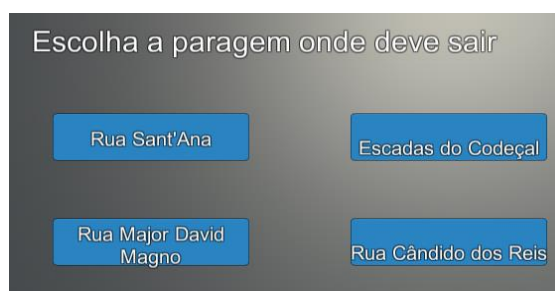 Escolha a paragem onde deve sair
Rua Sant'Ana
Escadas do Codeçal
Rua Major David
Magno
Rua Cândido dos Reis